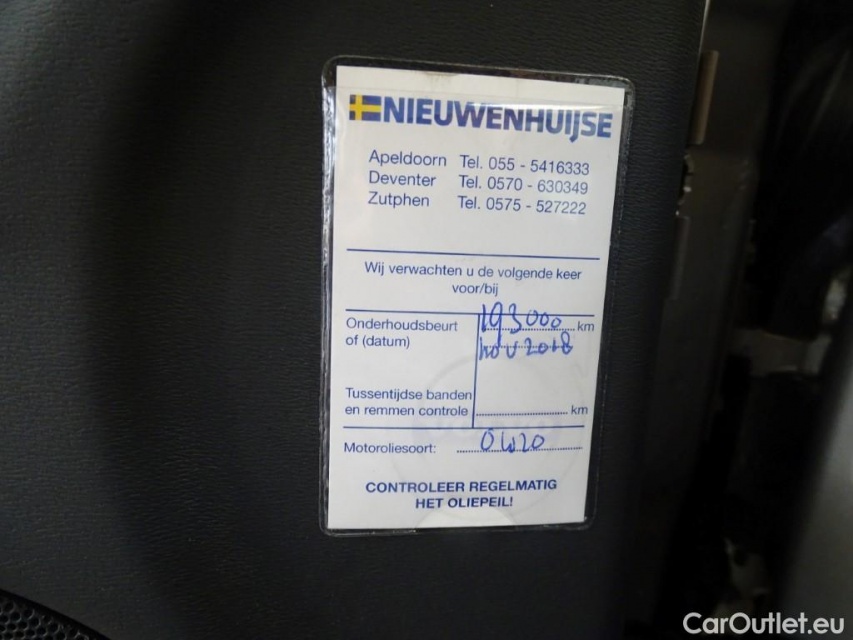 NIEUWENHUIJSE
Apeldoorn Tel. 055 - 5416333
Deventer Tel. 0570 - 630349
Zutphen Tel. 0575 - 527222
Wij verwachten u de volgende keer
voor/bij
Onderhoudsbeurt 193000 km
of (datum) nov 2018
Tussentijdse banden
en remmen controle km
Motoroliesoort: 0W20
CONTROLEER REGELMATIG
HET OLIEPEIL!
CarOutlet.eu